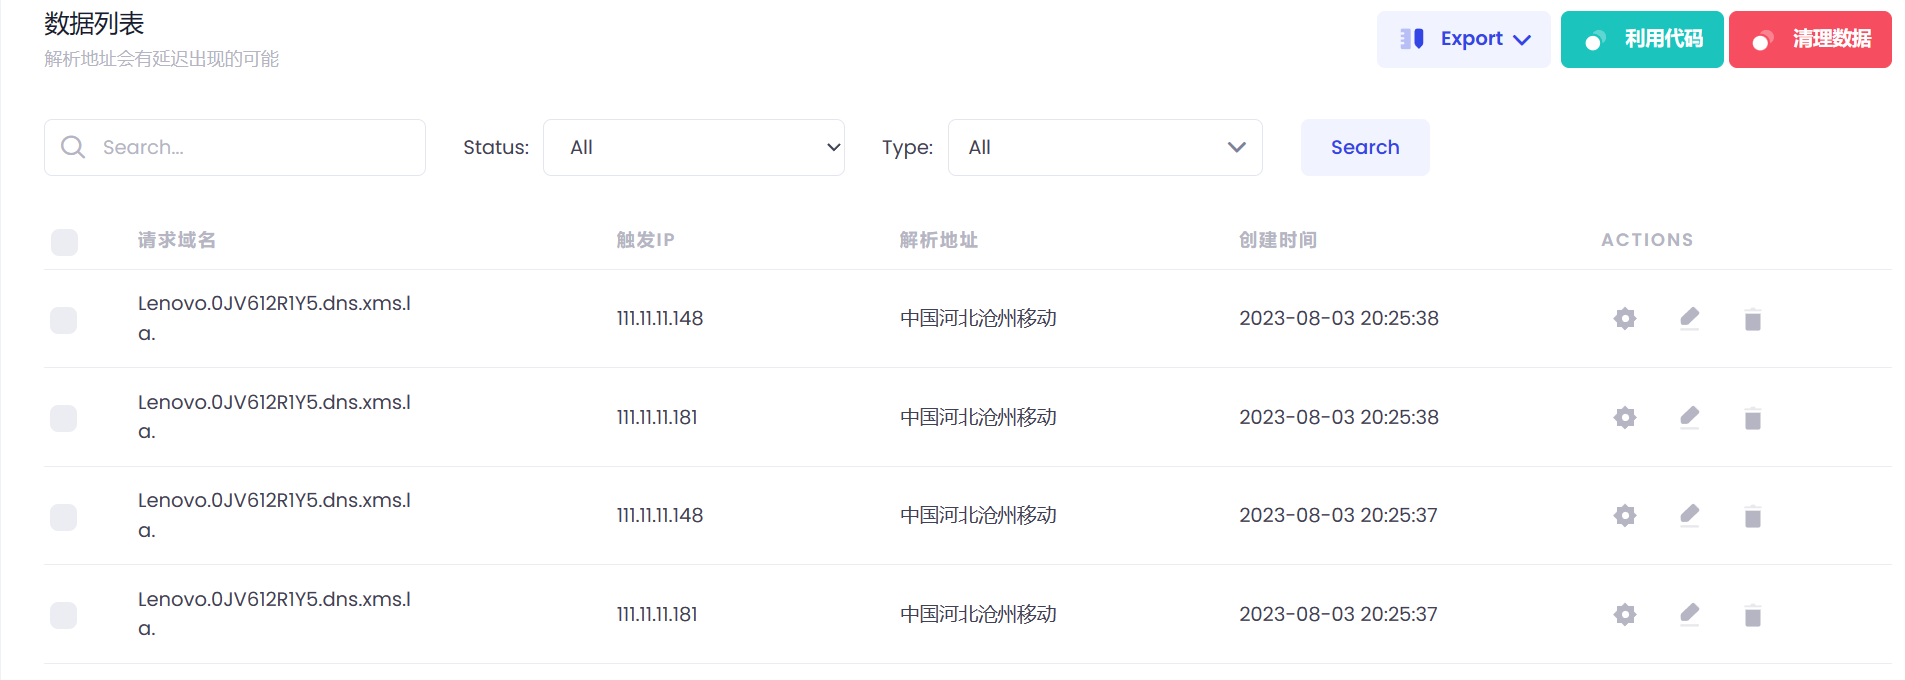 数据列表
解析地址会有延迟出现的可能
Export
利用代码
清理数据
Search...
Status:
All
Type:
All
Search
请求域名 触发IP 解析地址 创建时间 ACTIONS
Lenovo.0JV612R1Y5.dns.xms.l
a.
111.11.11.148 中国河北沧州移动 2023-08-03 20:25:38
Lenovo.0JV612R1Y5.dns.xms.l
a.
111.11.11.181 中国河北沧州移动 2023-08-03 20:25:38
Lenovo.0JV612R1Y5.dns.xms.l
a.
111.11.11.148 中国河北沧州移动 2023-08-03 20:25:37
Lenovo.0JV612R1Y5.dns.xms.l
a.
111.11.11.181 中国河北沧州移动 2023-08-03 20:25:37